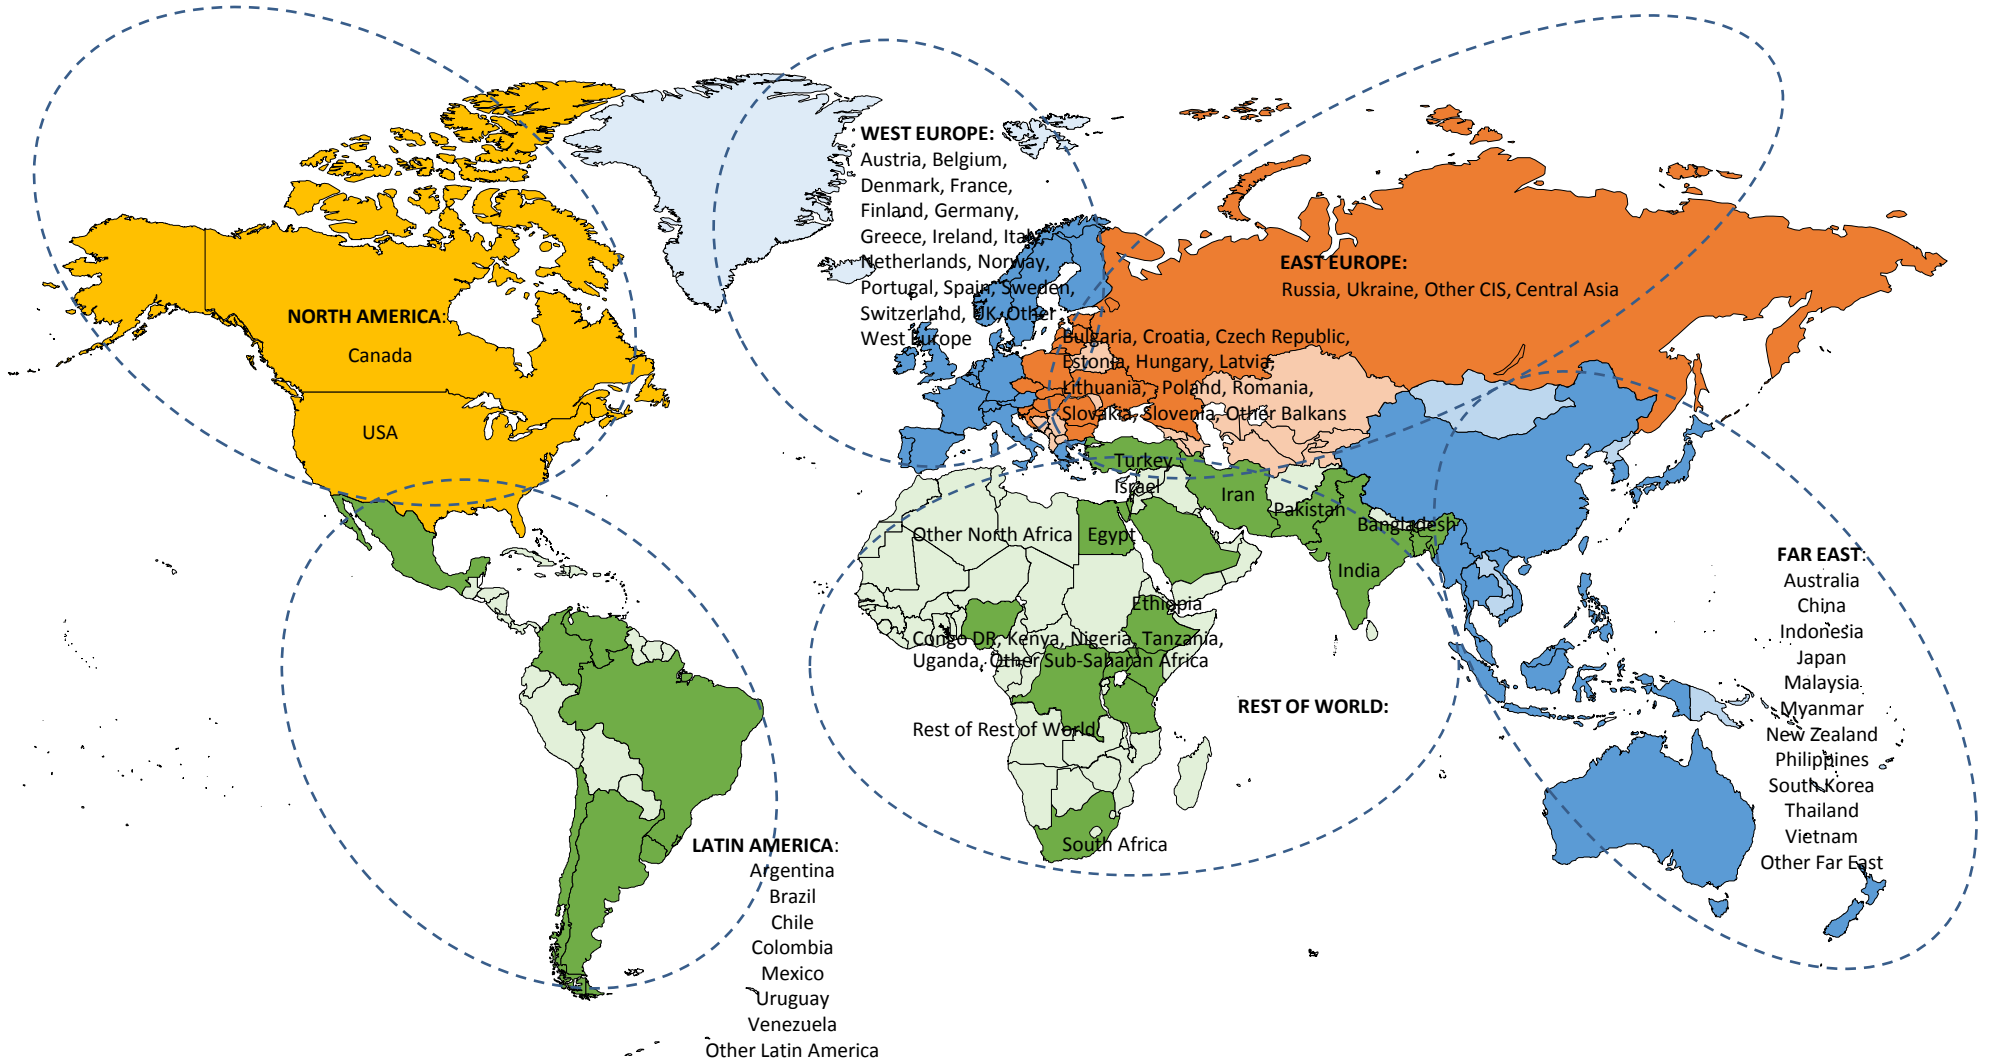 NORTH AMERICA:
Canada
USA
WEST EUROPE:
Austria, Belgium,
Denmark, France,
Finland, Germany,
Greece, Ireland, Italy,
Netherlands, Norway,
Portugal, Spain, Sweden,
Switzerland, UK, Other
West Europe
EAST EUROPE:
Russia, Ukraine, Other CIS, Central Asia
Bulgaria, Croatia, Czech Republic,
Estonia, Hungary, Latvia,
Lithuania, Poland, Romania,
Slovakia, Slovenia, Other Balkans
Turkey
Israel
Iran
Pakistan
Bangladesh
India
Other North Africa
Egypt
Ethiopia
Congo DR, Kenya, Nigeria, Tanzania,
Uganda, Other Sub-Saharan Africa
REST OF WORLD:
Rest of Rest of World
South Africa
LATIN AMERICA:
Argentina
Brazil
Chile
Colombia
Mexico
Uruguay
Venezuela
Other Latin America
FAR EAST:
Australia
China
Indonesia
Japan
Malaysia
Myanmar
New Zealand
Philippines
South Korea
Thailand
Vietnam
Other Far East